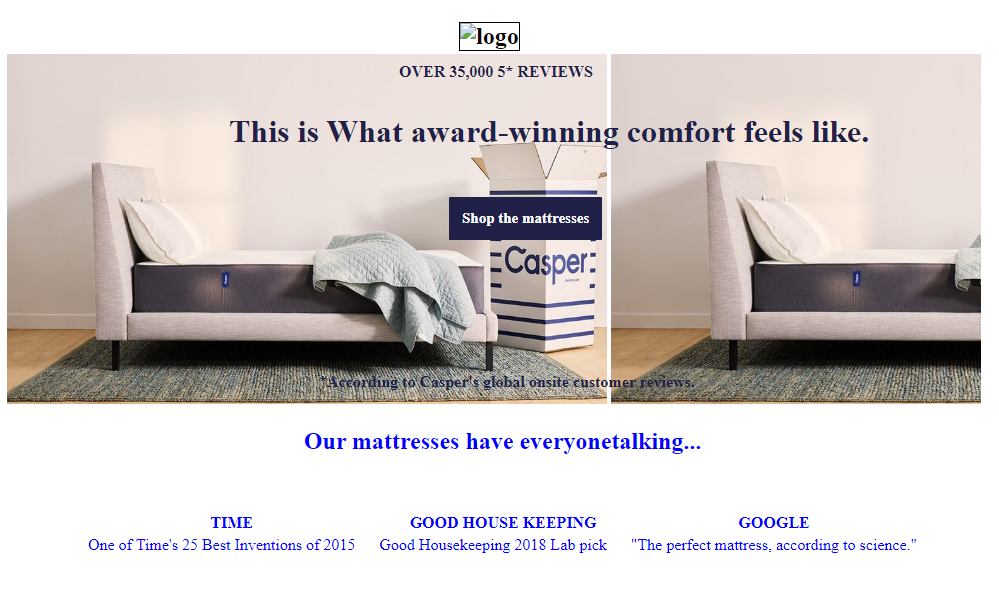 logo
OVER 35,000 5* REVIEWS
This is What award-winning comfort feels like.
Shop the mattresses
Casper
*According to Casper's global onsite customer reviews.
Our mattresses have everyonetalking...
TIME
One of Time's 25 Best Inventions of 2015
GOOD HOUSE KEEPING
Good Housekeeping 2018 Lab pick
GOOGLE
"The perfect mattress, according to science."